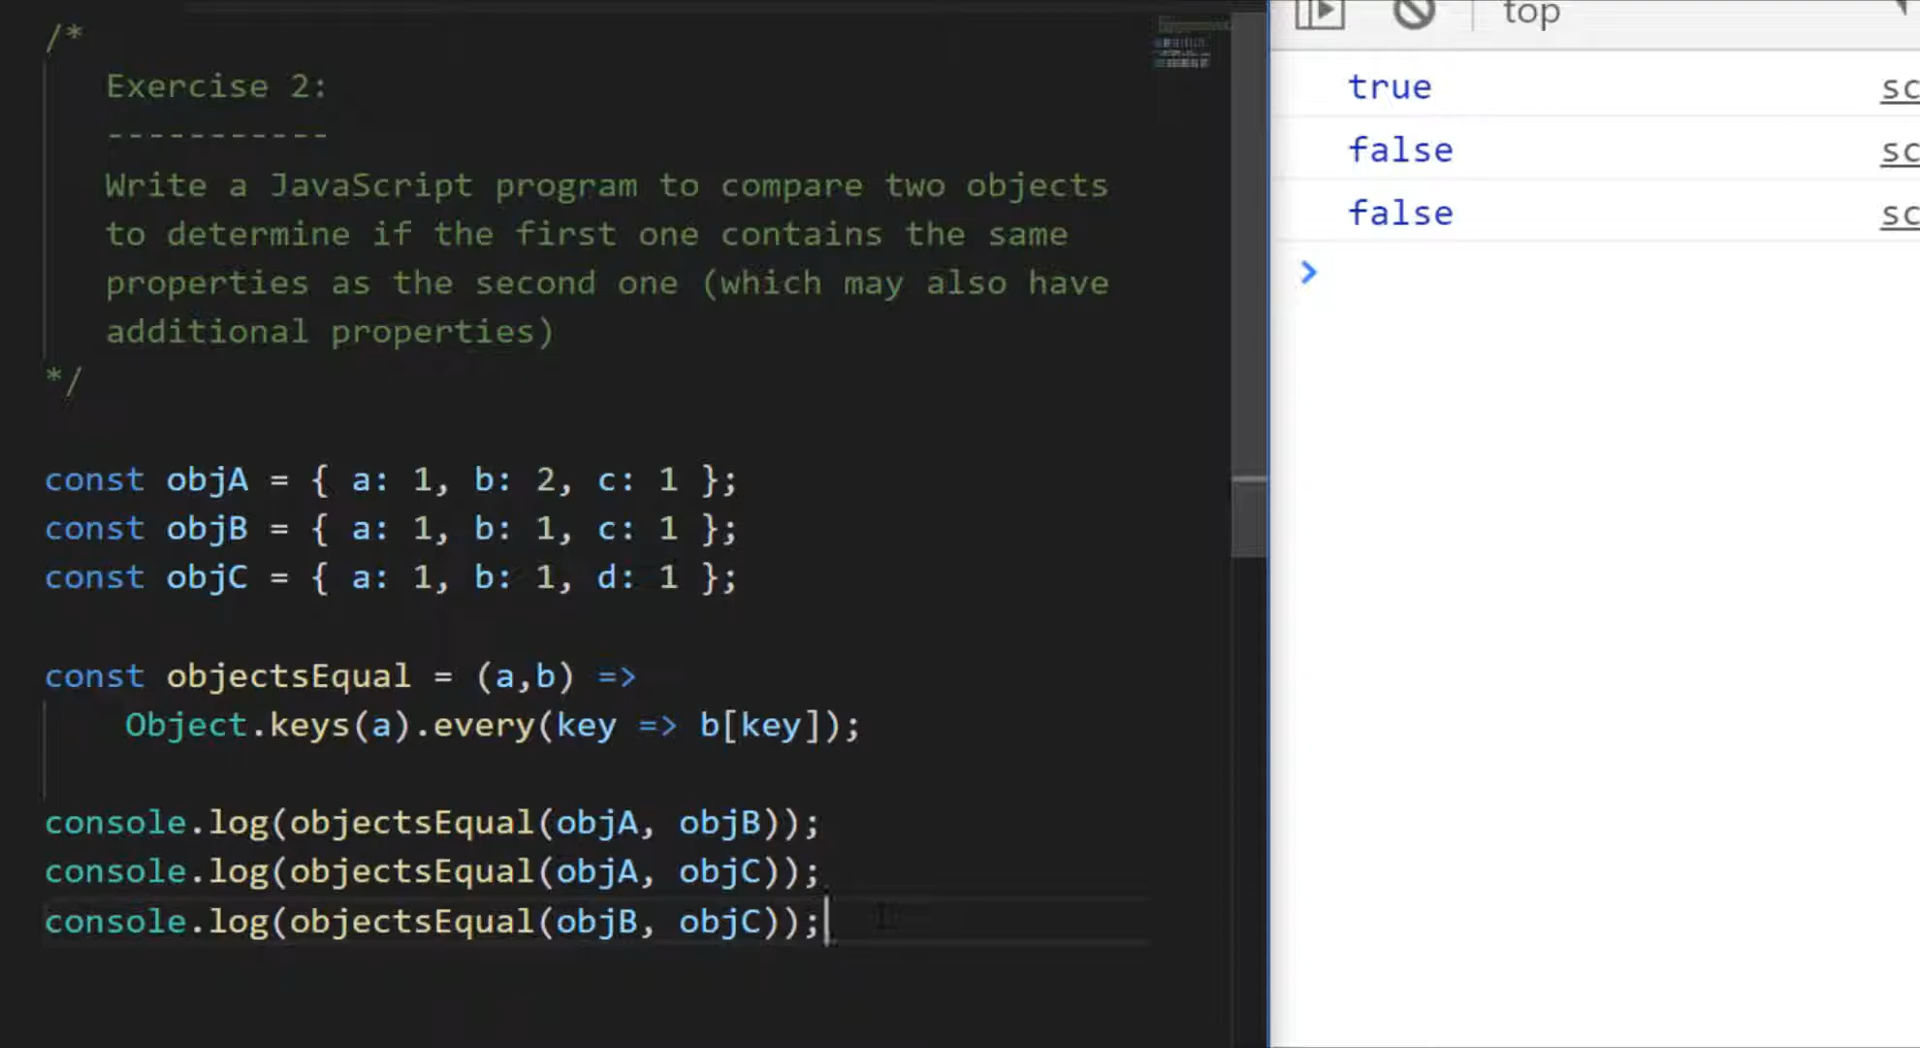 /*
Exercise 2:
-----------
Write a JavaScript program to compare two objects
to determine if the first one contains the same
properties as the second one (which may also have
additional properties)
*/
const objA = { a: 1, b: 2, c: 1 };
const objB = { a: 1, b: 1, c: 1 };
const objC = { a: 1, b: 1, d: 1 };
const objectsEqual = (a,b) =>
Object.keys(a).every(key => b[key]);
console.log(objectsEqual(objA, objB));
console.log(objectsEqual(objA, objC));
console.log(objectsEqual(objB, objC));
top
true sc
false sc
false sc
>